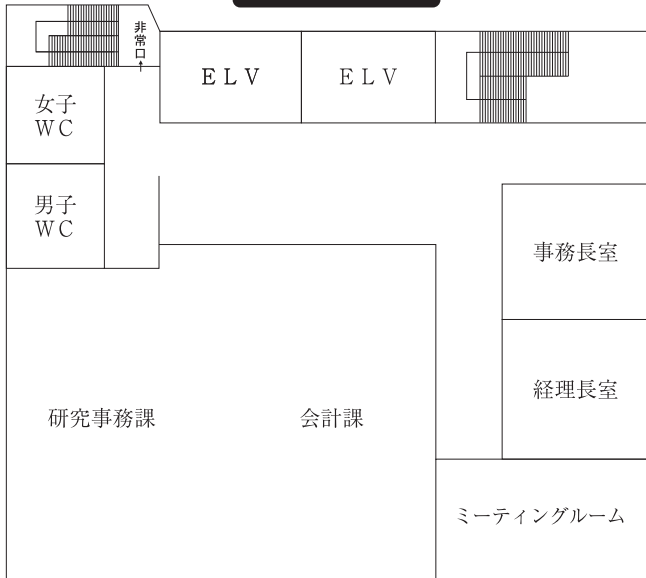 非常口↑
ELV
ELV
女子
WC
男子
WC
事務長室
経理長室
研究事務課
会計課
ミーティングルーム